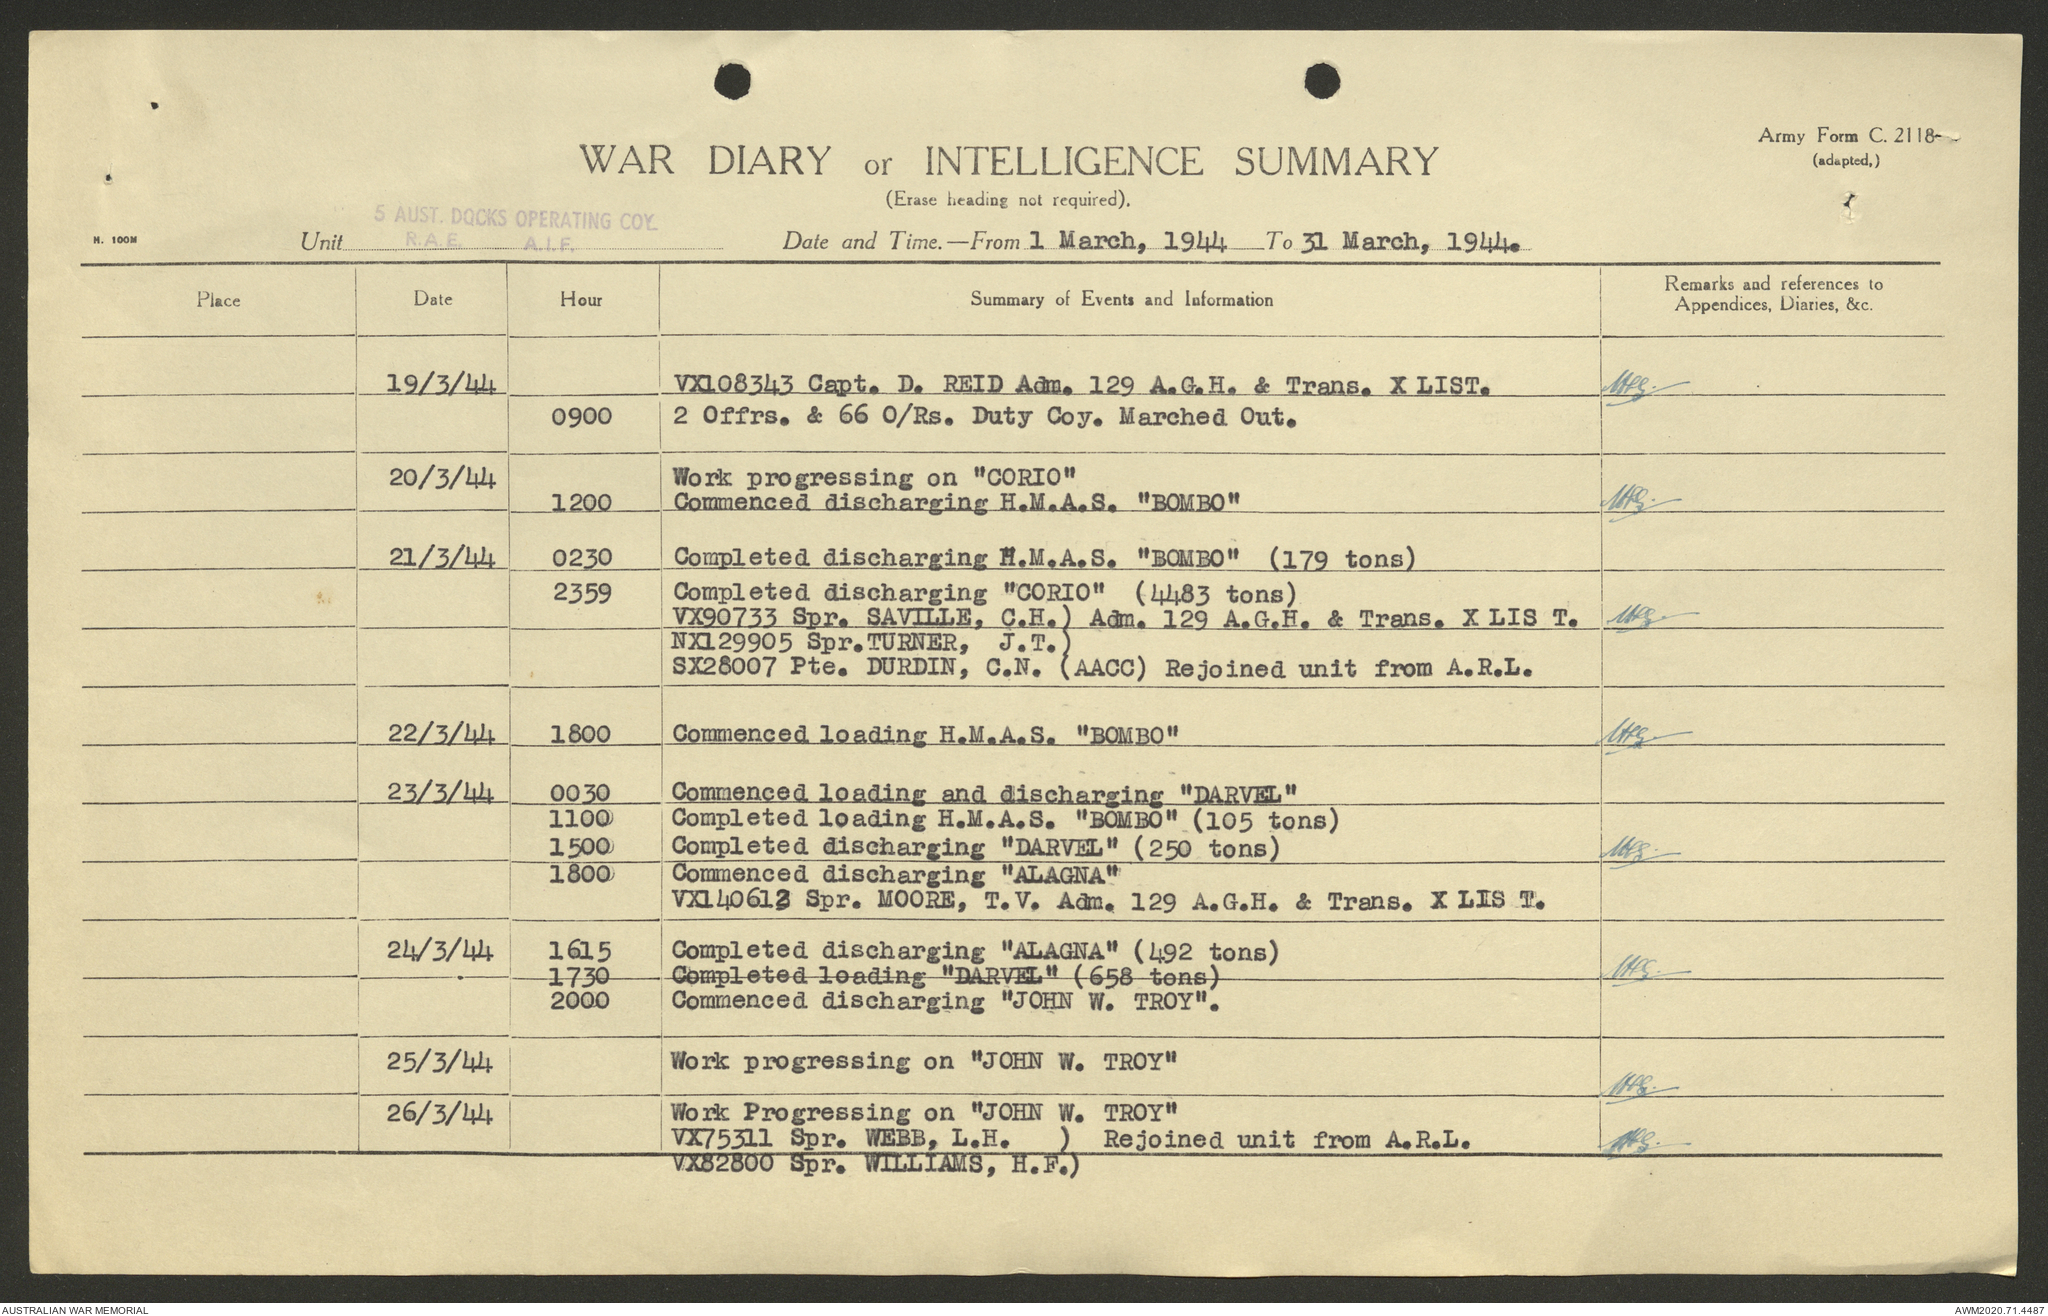 Army Form C. 2118
(adapted,)
WAR DIARY or INTELLIGENCE SUMMARY
(Erase heading not required).
H. 100M
Unit 5 AUST. DOCKS OPERATING COY.
R.A.E. A.I.F.
Date and Time.—From 1 March, 1944 To 31 March, 1944.
Place Date Hour Summary of Events and Information Remarks and references to Appendices, Diaries, &c.
19/3/44 VX108343 Capt. D. REID Adm. 129 A.G.H. & Trans. X LIST.
0900 2 Offrs. & 66 O/Rs. Duty Coy. Marched Out.
20/3/44 Work progressing on "CORIO"
1200 Commenced discharging H.M.A.S. "BOMBO"
21/3/44 0230 Completed discharging H.M.A.S. "BOMBO" (179 tons)
2359 Completed discharging "CORIO" (4483 tons)
VX90733 Spr. SAVILLE, C.H.) Adm. 129 A.G.H. & Trans. X LIS T.
NX129905 Spr.TURNER, J.T.)
SX28007 Pte. DURDIN, C.N. (AACC) Rejoined unit from A.R.L.
22/3/44 1800 Commenced loading H.M.A.S. "BOMBO"
23/3/44 0030 Commenced loading and discharging "DARVEL"
1100 Completed loading H.M.A.S. "BOMBO" (105 tons)
1500 Completed discharging "DARVEL" (250 tons)
1800 Commenced discharging "ALAGNA"
Spr. MOORE, T.V. Adm. 129 A.G.H. & Trans. X LIS T.
24/3/44 1615 Completed discharging "ALAGNA" (492 tons)
1730 Completed loading "DARVEL" (658 tons)
2000 Commenced discharging "JOHN W. TROY".
25/3/44 Work progressing on "JOHN W. TROY"
26/3/44 Work Progressing on "JOHN W. TROY"
VX75311 Spr. WEBB, L.H. ) Rejoined unit from A.R.L.
VX82800 Spr. WILLIAMS, H.F.)
AUSTRALIAN WAR MEMORIAL
AWM2020.71.4487